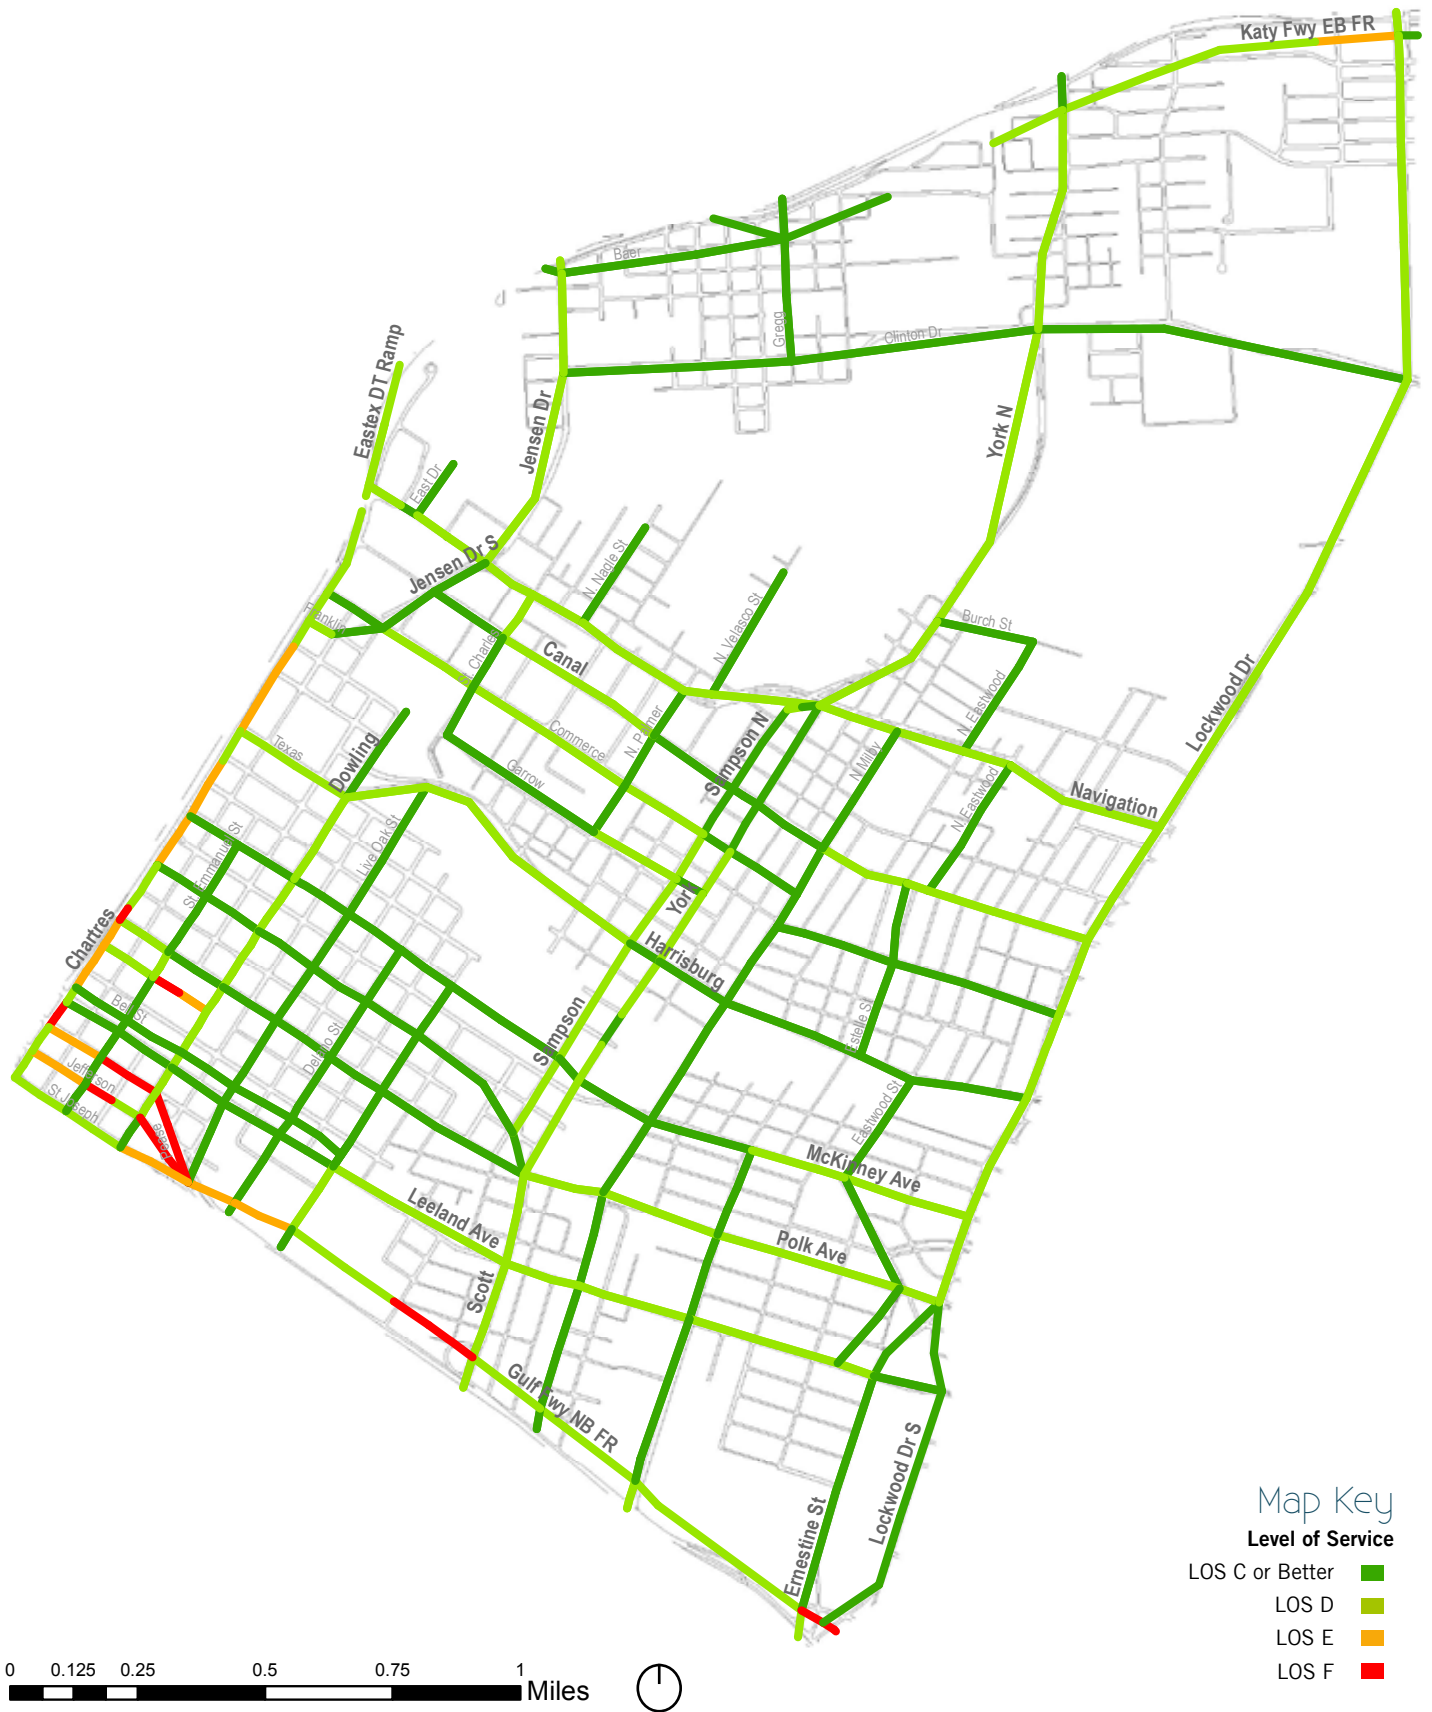 Katy Fwy EB FR
Baer
Gregg
Clinton Dr
Eastex DT Ramp
Jensen Dr
York N
East Dr
Jensen Dr S
N. Nagle St
N. Velasco St
Burch St
Franklin
St. Charles
Canal
N. Eastwood
Lockwood Dr
Texas
Dowling
Commerce
N. Palmer
Sampson N
N Milby
Garrow
N. Eastwood
Navigation
St. Emmanuel St
Live Oak St
York
Chartres
Harrisburg
Bell St
Delano St
Sampson
Estelle St
Jefferson
St Joseph
Pease
Eastwood St
McKinney Ave
Leeland Ave
Polk Ave
Scott
Gulf Fwy NB FR
Lockwood Dr S
Ernestine St
Map Key
Level of Service
LOS C or Better
LOS D
LOS E
LOS F
0 0.125 0.25 0.5 0.75 1
Miles